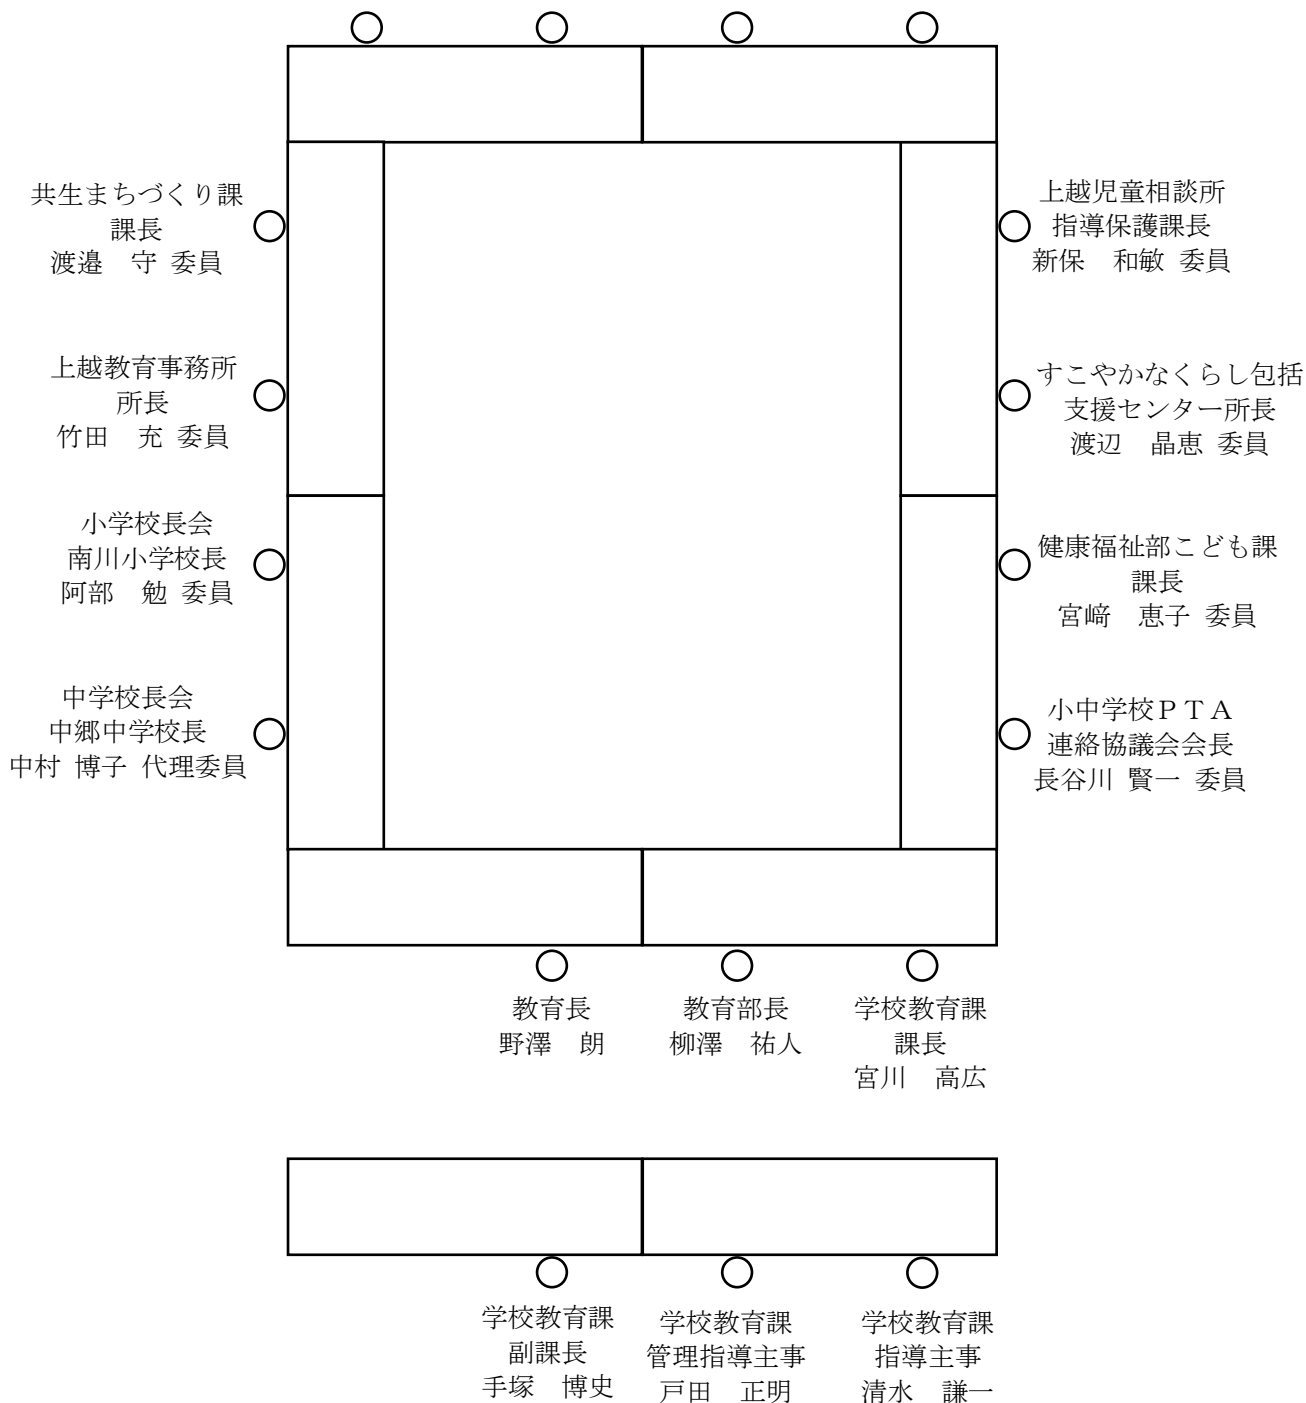 共生まちづくり課
課長
渡邉　守 委員
上越教育事務所
所長
竹田　充 委員
小学校長会
南川小学校長
阿部　勉 委員
中学校長会
中郷中学校長
中村 博子 代理委員
上越児童相談所
指導保護課長
新保　和敏 委員
すこやかなくらし包括
支援センター所長
渡辺　晶恵 委員
健康福祉部こども課
課長
宮﨑　恵子 委員
小中学校ＰＴＡ
連絡協議会会長
長谷川 賢一 委員
教育長
野澤　朗
教育部長
柳澤　祐人
学校教育課
課長
宮川　高広
学校教育課
副課長
手塚　博史
学校教育課
管理指導主事
戸田　正明
学校教育課
指導主事
清水　謙一